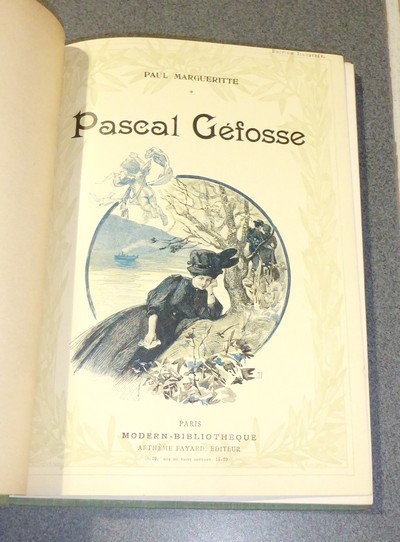 PAUL MARGUERITTE
Pascal Géfosse
PARIS
MODERN-BIBLIOTHEQUE
ARTHÈME FAYARD ÉDITEUR